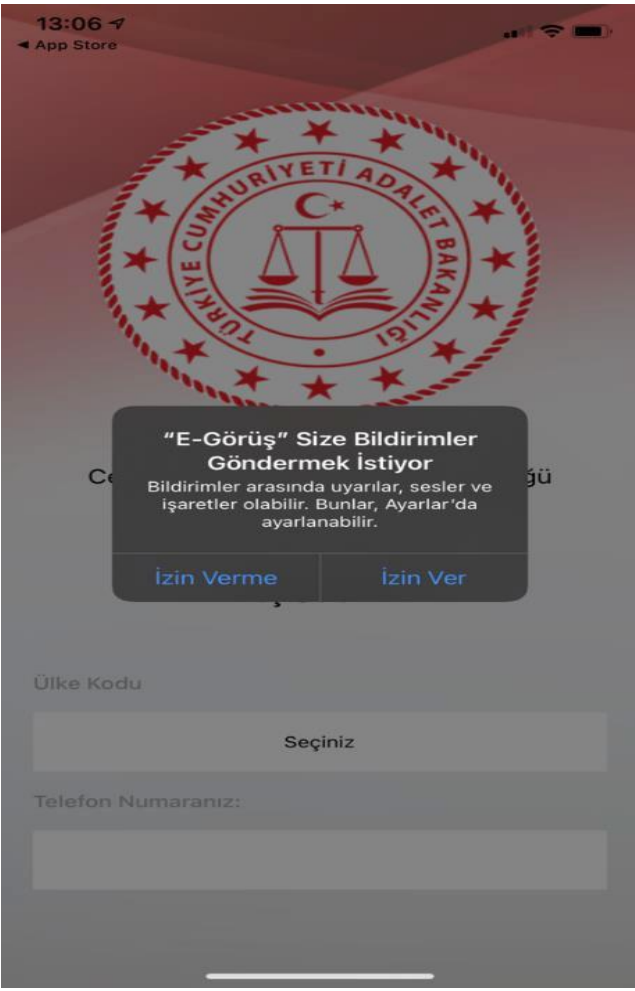 13:06
App Store
TÜRKİYE CUMHURİYETİ ADALET BAKANLIĞI
"E-Görüş" Size Bildirimler
Göndermek İstiyor
Bildirimler arasında uyarılar, sesler ve
işaretler olabilir. Bunlar, Ayarlar'da
ayarlanabilir.
İzin Verme
İzin Ver
Ülke Kodu
Seçiniz
Telefon Numaranız: